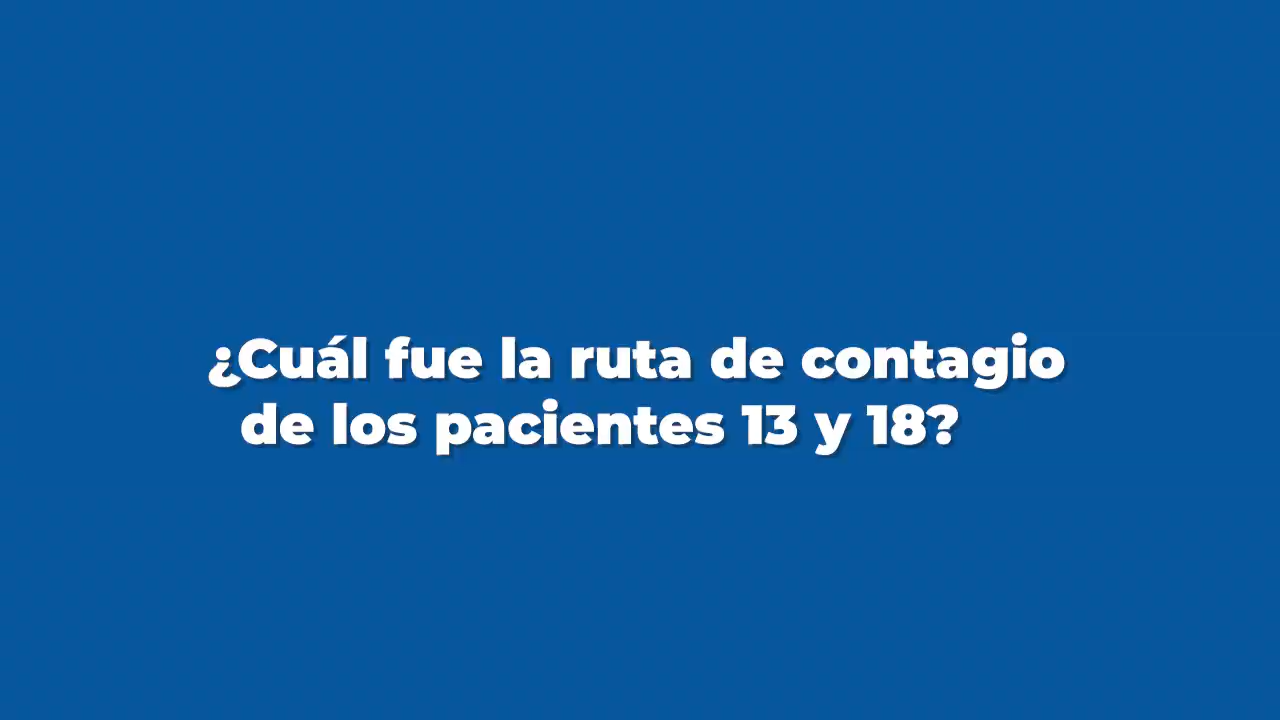 ¿Cuál fue la ruta de contagio
de los pacientes 13 y 18?